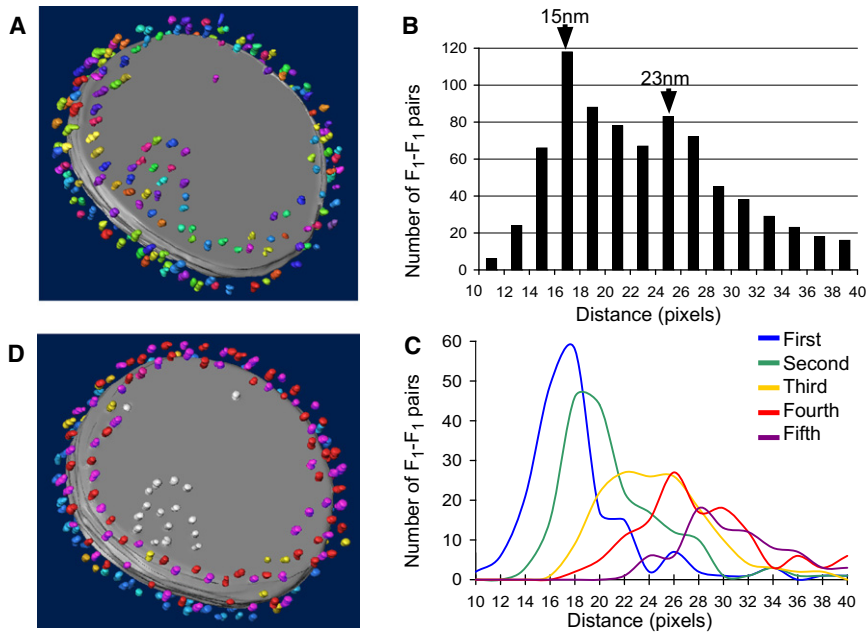 A
B
15nm
23nm
Number of F₁-F₁ pairs
120
100
80
60
40
20
0
10 12 14 16 18 20 22 24 26 28 30 32 34 36 38 40
Distance (pixels)
D
C
First
Second
Third
Fourth
Fifth
Number of F₁-F₁ pairs
60
50
40
30
20
10
0
10 12 14 16 18 20 22 24 26 28 30 32 34 36 38 40
Distance (pixels)